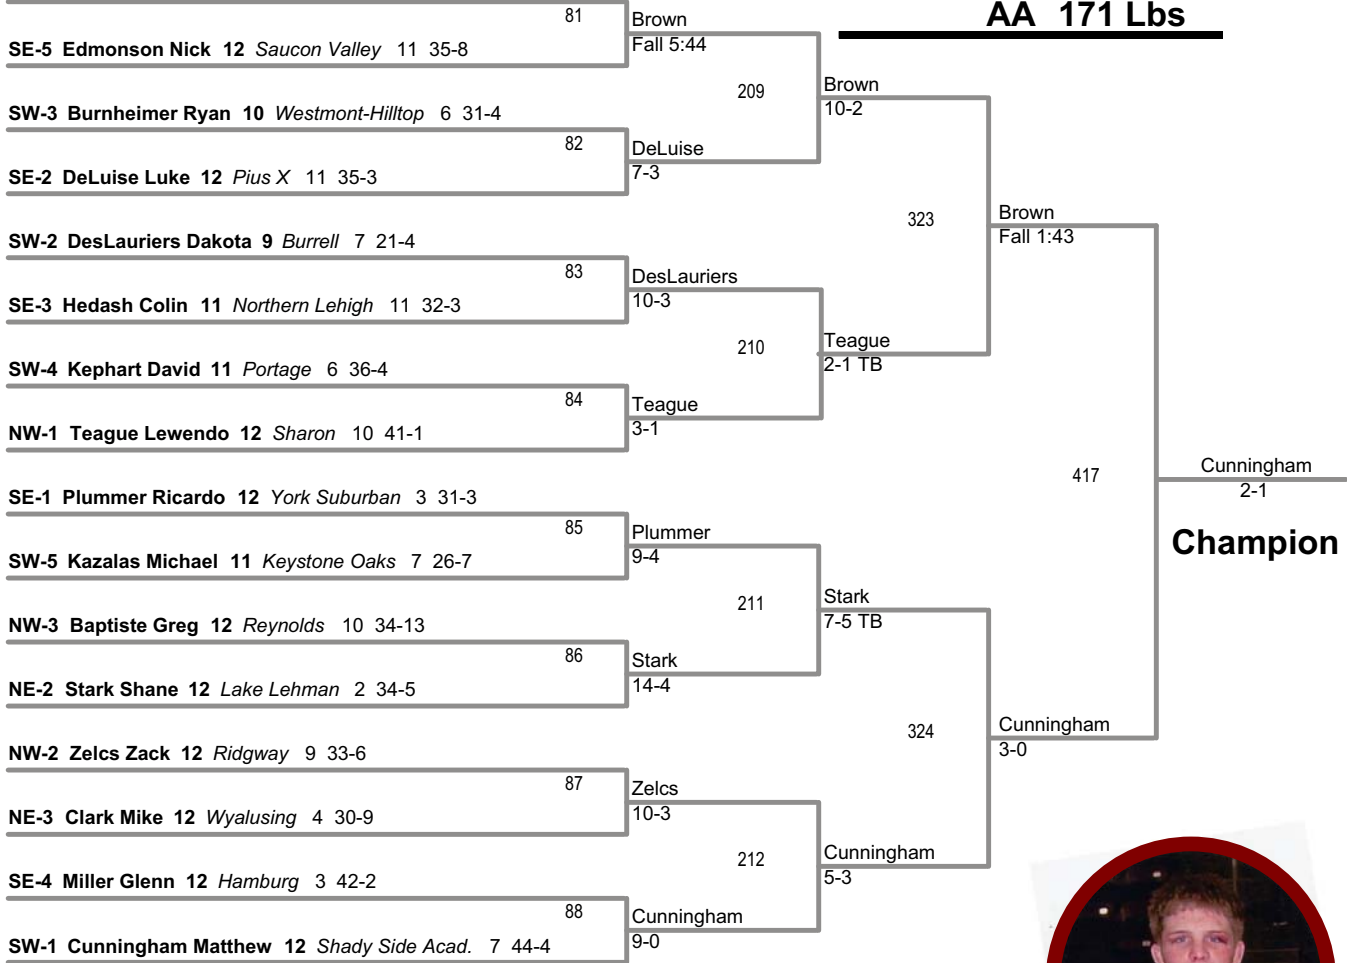 AA 171 Lbs
81
Brown
Fall 5:44
SE-5 Edmonson Nick 12 Saucon Valley 11 35-8
209
Brown
10-2
SW-3 Burnheimer Ryan 10 Westmont-Hilltop 6 31-4
82
DeLuise
7-3
SE-2 DeLuise Luke 12 Pius X 11 35-3
323
Brown
Fall 1:43
SW-2 DesLauriers Dakota 9 Burrell 7 21-4
83
DesLauriers
10-3
SE-3 Hedash Colin 11 Northern Lehigh 11 32-3
210
Teague
2-1 TB
SW-4 Kephart David 11 Portage 6 36-4
84
Teague
3-1
NW-1 Teague Lewendo 12 Sharon 10 41-1
417
Cunningham
2-1
Champion
SE-1 Plummer Ricardo 12 York Suburban 3 31-3
85
Plummer
9-4
SW-5 Kazalas Michael 11 Keystone Oaks 7 26-7
211
Stark
7-5 TB
NW-3 Baptiste Greg 12 Reynolds 10 34-13
86
Stark
14-4
NE-2 Stark Shane 12 Lake Lehman 2 34-5
324
Cunningham
3-0
NW-2 Zelcs Zack 12 Ridgway 9 33-6
87
Zelcs
10-3
NE-3 Clark Mike 12 Wyalusing 4 30-9
212
Cunningham
5-3
SE-4 Miller Glenn 12 Hamburg 3 42-2
88
Cunningham
9-0
SW-1 Cunningham Matthew 12 Shady Side Acad. 7 44-4